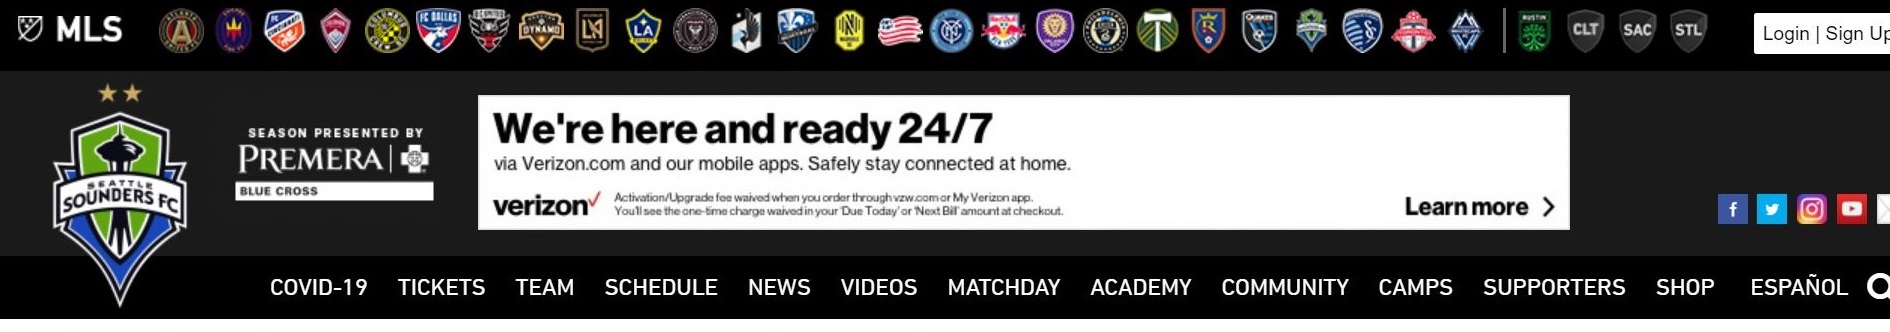 MLS
FC DALLAS
DYNAMO
LA
AUSTIN
CLT
SAC
STL
Login | Sign Up
SEASON PRESENTED BY
PREMERA
BLUE CROSS
SEATTLE
SOUNDERS FC
We're here and ready 24/7
via Verizon.com and our mobile apps. Safely stay connected at home.
verizon
Activation/Upgrade fee waived when you order through vzw.com or My Verizon app.
You'll see the one-time charge waived in your 'Due Today' or 'Next Bill' amount at checkout.
Learn more
COVID-19 TICKETS TEAM SCHEDULE NEWS VIDEOS MATCHDAY ACADEMY COMMUNITY CAMPS SUPPORTERS SHOP ESPAÑOL